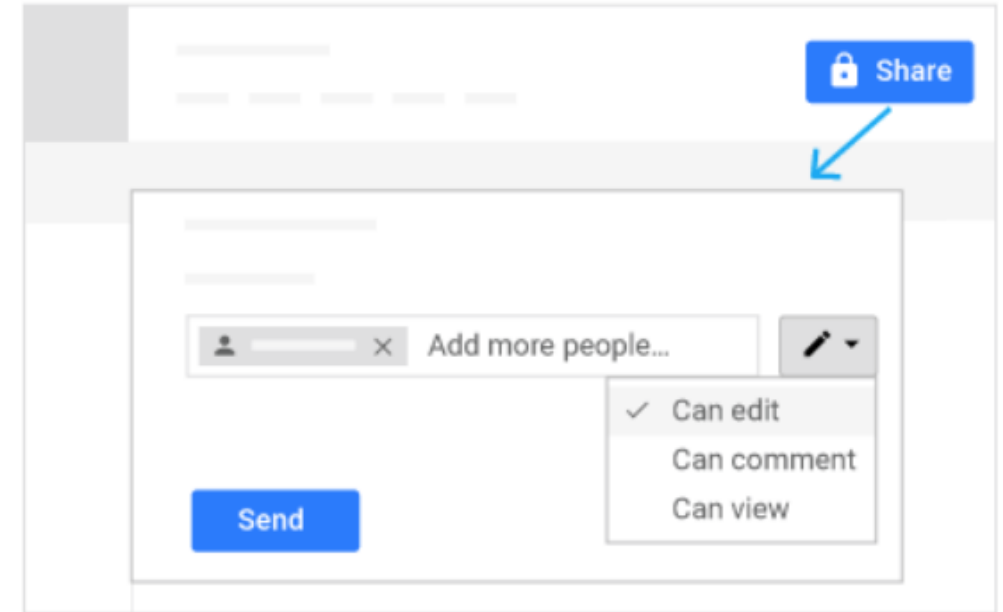 Share
Add more people...
Can edit
Can comment
Can view
Send